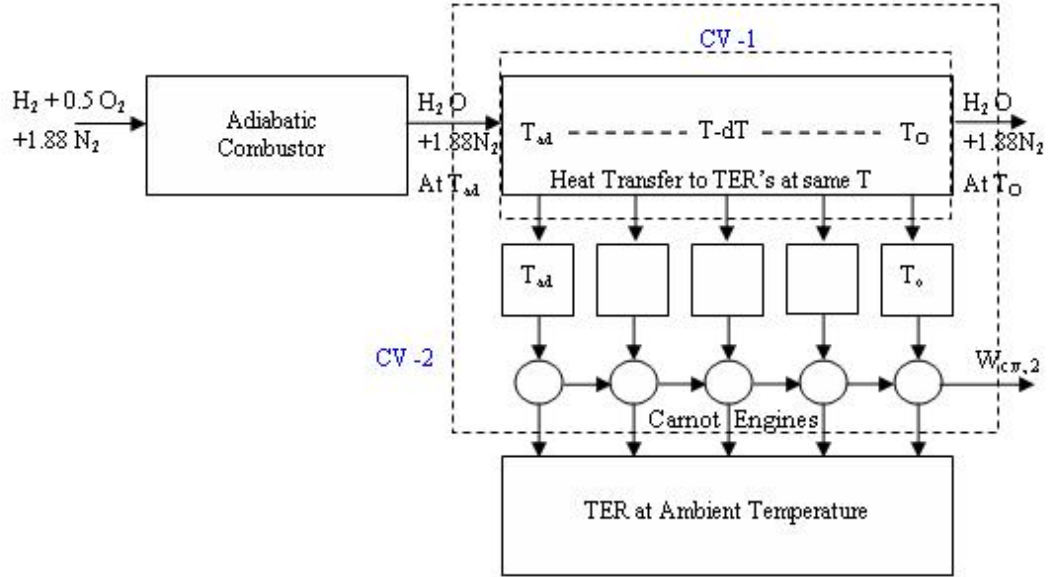 CV -1
H₂ + 0.5 O₂
+1.88 N₂
Adiabatic
Combustor
H₂ O
+1.88N₂
At Tad
Tad T-dT TO
Heat Transfer to TER's at same T
H₂ O
+1.88N₂
At TO
Tad
To
CV -2
Carnot Engines
TER at Ambient Temperature